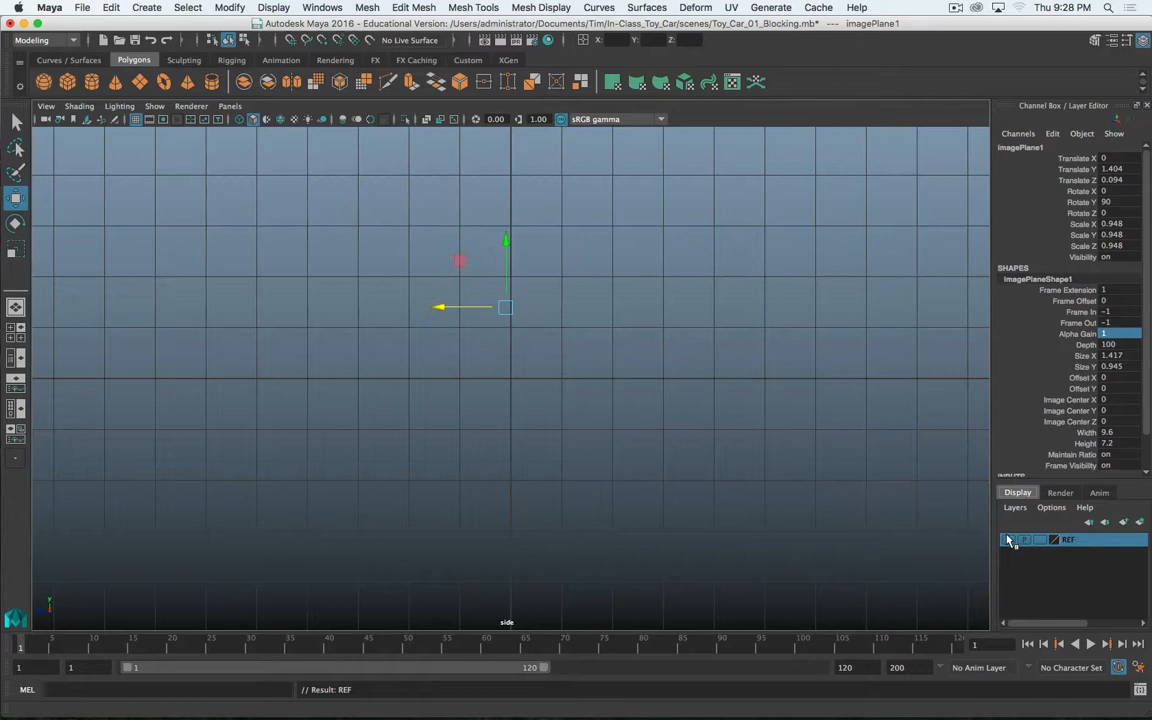 Maya File Edit Create Select Modify Display Windows Mesh Edit Mesh Mesh Tools Mesh Display Curves Surfaces Deform UV Generate Cache Help Thu 9:28 PM
Autodesk Maya 2016 - Educational Version: /Users/administrator/Documents/Tim/In-Class_Toy_Car/scenes/Toy_Car_01_Blocking.mb* --- imagePlane1
Modeling No Live Surface X: Y: Z:
Curves / Surfaces Polygons Sculpting Rigging Animation Rendering FX FX Caching Custom XGen
View Shading Lighting Show Renderer Panels
0.00 1.00 sRGB gamma
Channel Box / Layer Editor
Channels Edit Object Show
imagePlane1
Translate X 0
Translate Y 1.404
Translate Z 0.094
Rotate X 0
Rotate Y 90
Rotate Z 0
Scale X 0.948
Scale Y 0.948
Scale Z 0.948
Visibility on
SHAPES
imagePlaneShape1
Frame Extension 1
Frame Offset 0
Frame In -1
Frame Out -1
Alpha Gain 1
Depth 100
Size X 1.417
Size Y 0.945
Offset X 0
Offset Y 0
Image Center X 0
Image Center Y 0
Image Center Z 0
Width 9.6
Height 7.2
Maintain Ratio on
Frame Visibility on
INPUTS
Display Render Anim
Layers Options Help
P REF
y
side
1 5 10 15 20 25 30 35 40 45 50 55 60 65 70 75 80 85 90 95 100 105 110 115 12
1
1 1 1 120 120 200 No Anim Layer No Character Set
MEL // Result: REF